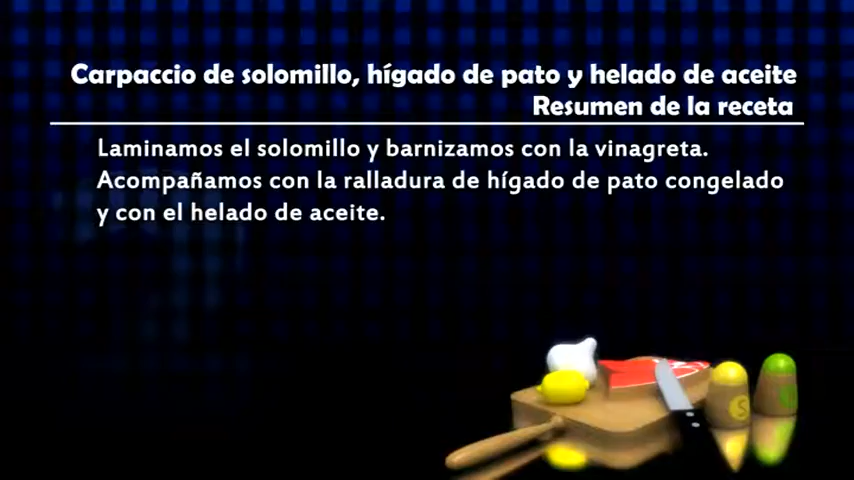 Carpaccio de solomillo, hígado de pato y helado de aceite
Resumen de la receta
Laminamos el solomillo y barnizamos con la vinagreta.
Acompañamos con la ralladura de hígado de pato congelado
y con el helado de aceite.
S